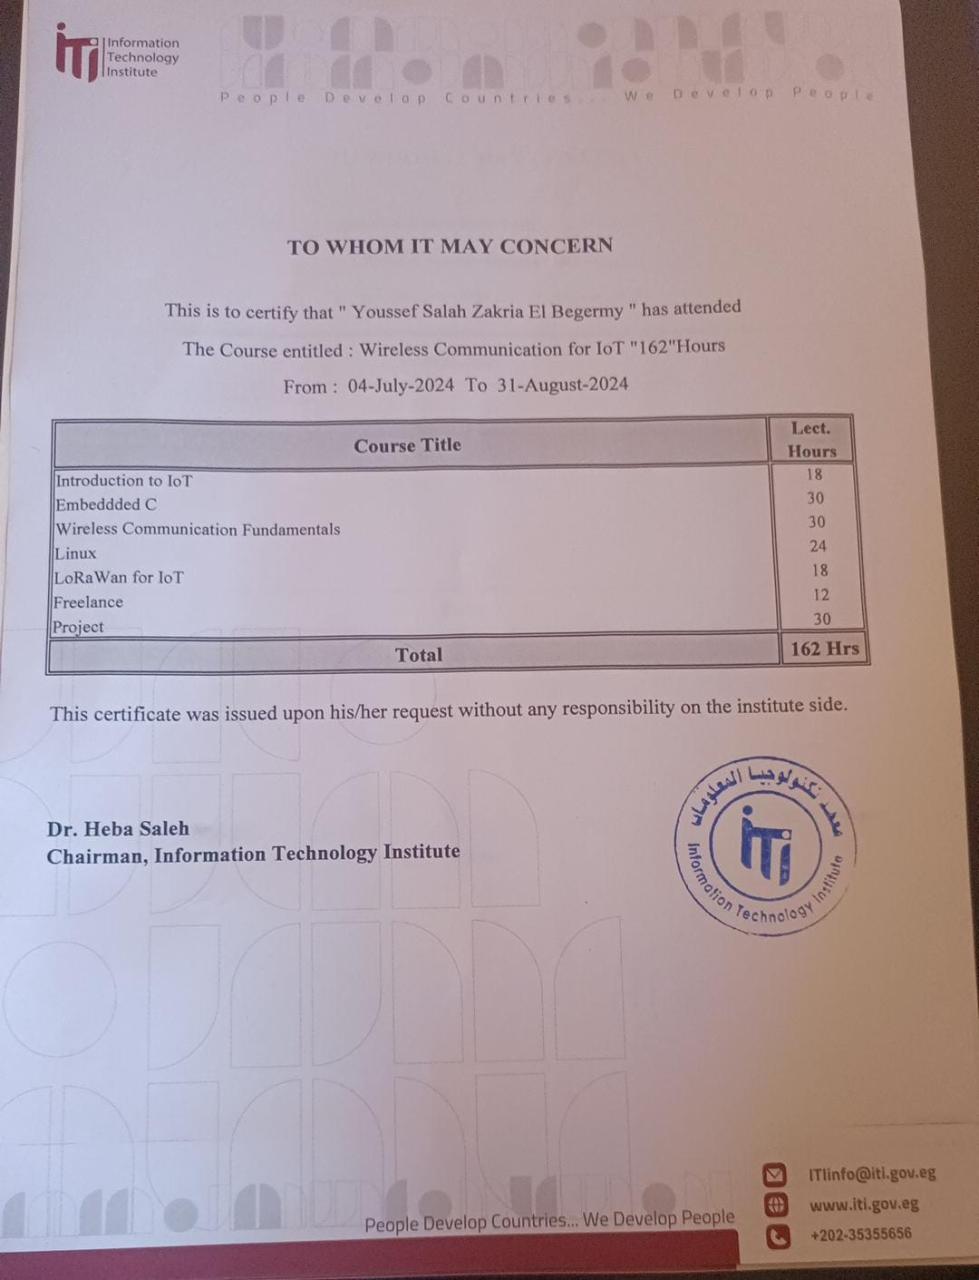 iTi
Information
Technology
Institute
People Develop Countries... We Develop People
TO WHOM IT MAY CONCERN
This is to certify that " Youssef Salah Zakria El Begermy " has attended
The Course entitled : Wireless Communication for IoT "162"Hours
From : 04-July-2024 To 31-August-2024
Course Title Lect. Hours
Introduction to IoT 18
Embeddded C 30
Wireless Communication Fundamentals 30
Linux 24
LoRaWan for IoT 18
Freelance 12
Project 30
Total 162 Hrs
This certificate was issued upon his/her request without any responsibility on the institute side.
Dr. Heba Saleh
Chairman, Information Technology Institute
معهد تكنولوجيا المعلومات
iTi
Information Technology Institute
ITIinfo@iti.gov.eg
www.iti.gov.eg
+202-35355656
People Develop Countries... We Develop People